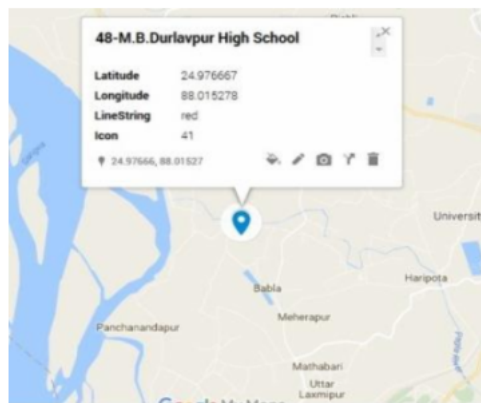 48-M.B.Durlavpur High School
Latitude 24.976667
Longitude 88.015278
LineString red
Icon 41
24.97666, 88.01527
Universit
Haripota
Babla
Meherapur
Panchanandapur
Mathabari
Uttar
Laxmipur